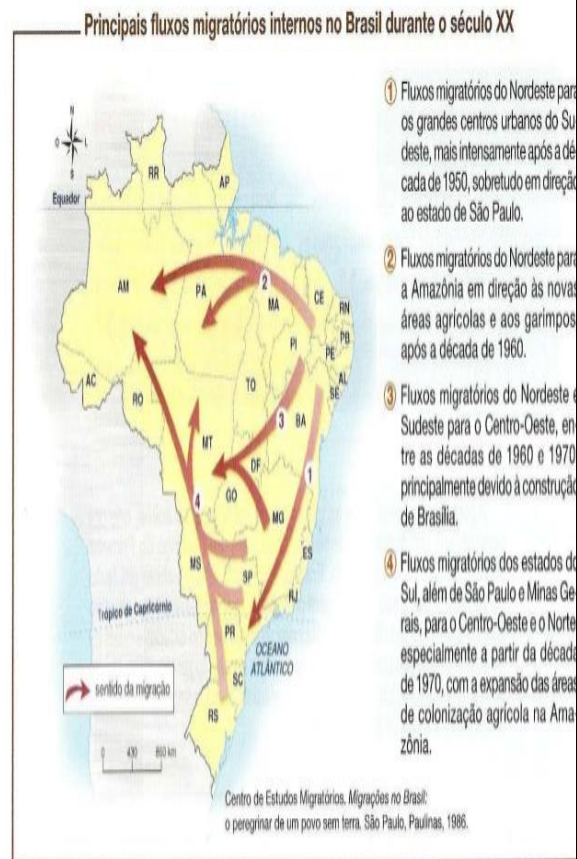 Principais fluxos migratórios internos no Brasil durante o século XX
① Fluxos migratórios do Nordeste para
os grandes centros urbanos do Su-
deste, mais intensamente após a dé-
cada de 1950, sobretudo em direção
ao estado de São Paulo.
② Fluxos migratórios do Nordeste para
a Amazônia em direção às novas
áreas agrícolas e aos garimpos,
após a década de 1960.
③ Fluxos migratórios do Nordeste e
Sudeste para o Centro-Oeste, en-
tre as décadas de 1960 e 1970,
principalmente devido à construção
de Brasília.
④ Fluxos migratórios dos estados do
Sul, além de São Paulo e Minas Ge-
rais, para o Centro-Oeste e o Norte,
especialmente a partir da década
de 1970, com a expansão das áreas
de colonização agrícola na Ama-
zônia.
N
O
L
S
Equador
RR
AP
AM
PA
2
MA
CE
RN
PB
PE
AL
SE
PI
AC
RO
TO
BA
3
1
MT
DF
GO
4
MG
ES
MS
SP
RJ
Trópico de Capricórnio
PR
OCEANO
ATLÂNTICO
SC
RS
sentido da migração
0 430 860 km
Centro de Estudos Migratórios. Migrações no Brasil:
o peregrinar de um povo sem terra. São Paulo, Paulinas, 1986.